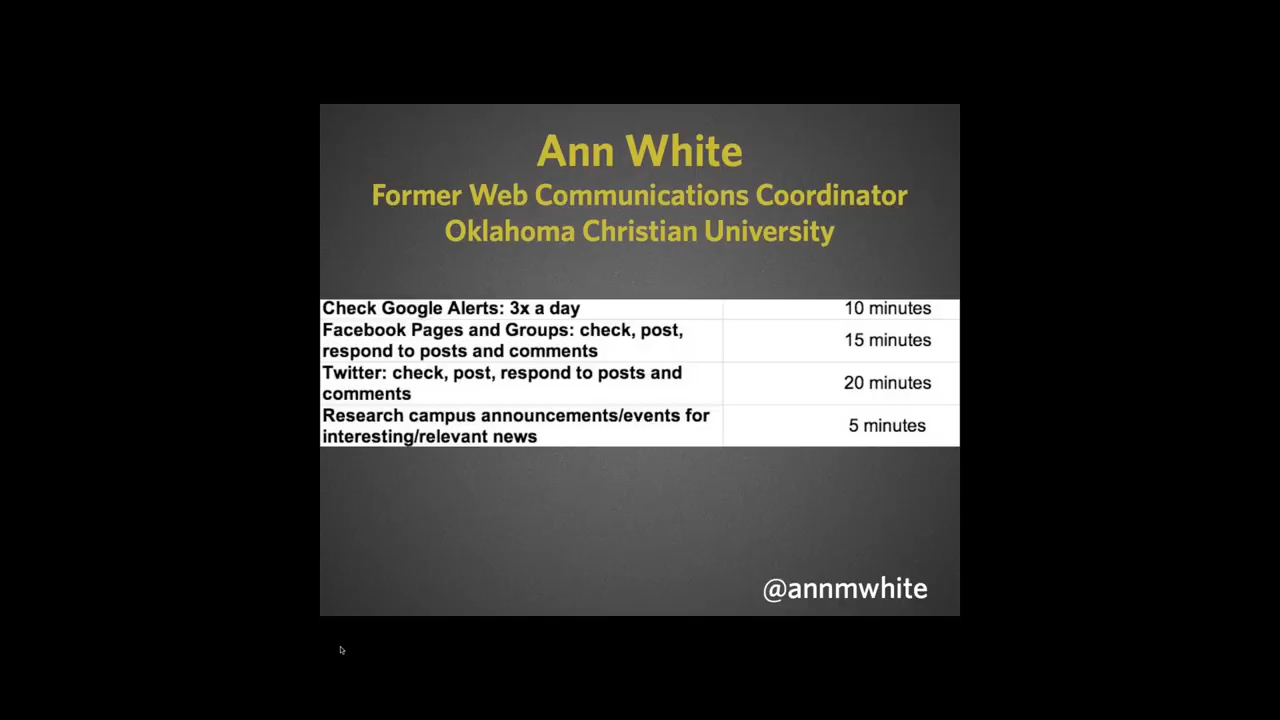 Ann White
Former Web Communications Coordinator
Oklahoma Christian University
Check Google Alerts: 3x a day 10 minutes
Facebook Pages and Groups: check, post,
respond to posts and comments 15 minutes
Twitter: check, post, respond to posts and
comments 20 minutes
Research campus announcements/events for
interesting/relevant news 5 minutes
@annmwhite